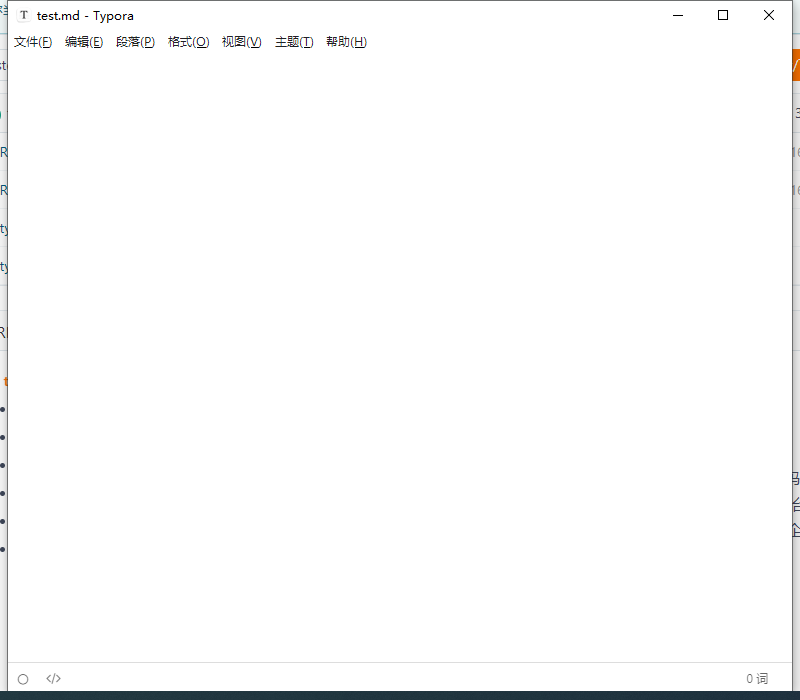 T test.md - Typora
文件(F) 编辑(E) 段落(P) 格式(O) 视图(V) 主题(T) 帮助(H)
</> 0 词